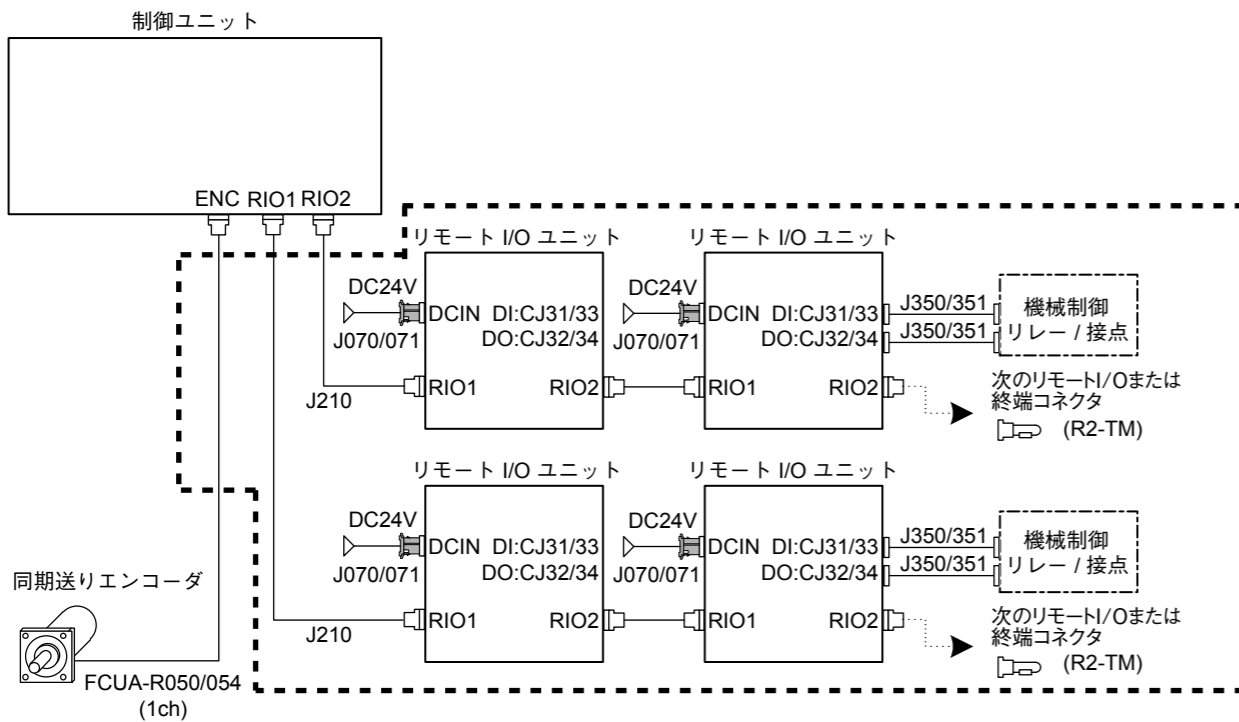 制御ユニット
ENC RIO1 RIO2
リモート I/O ユニット
リモート I/O ユニット
DC24V
DCIN
DI:CJ31/33
DO:CJ32/34
J070/071
RIO1
RIO2
J210
DC24V
DCIN
DI:CJ31/33
DO:CJ32/34
J070/071
RIO1
RIO2
J350/351
J350/351
機械制御
リレー / 接点
次のリモートI/Oまたは
終端コネクタ
(R2-TM)
リモート I/O ユニット
リモート I/O ユニット
DC24V
DCIN
DI:CJ31/33
DO:CJ32/34
J070/071
RIO1
RIO2
J210
DC24V
DCIN
DI:CJ31/33
DO:CJ32/34
J070/071
RIO1
RIO2
J350/351
J350/351
機械制御
リレー / 接点
次のリモートI/Oまたは
終端コネクタ
(R2-TM)
同期送りエンコーダ
FCUA-R050/054
(1ch)